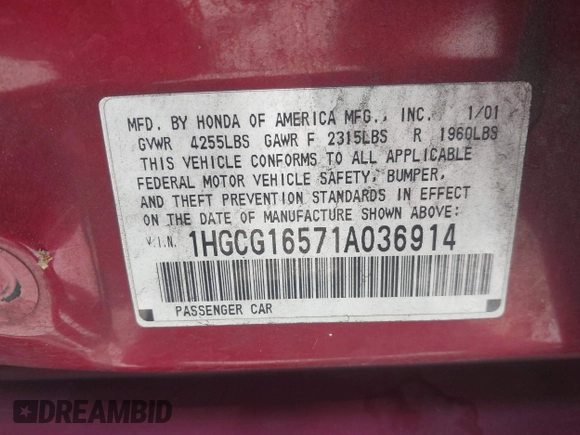 MFD. BY HONDA OF AMERICA MFG., INC. 1/01
GVWR 4255LBS GAWR F 2315LBS R 1960LBS
THIS VEHICLE CONFORMS TO ALL APPLICABLE
FEDERAL MOTOR VEHICLE SAFETY, BUMPER,
AND THEFT PREVENTION STANDARDS IN EFFECT
ON THE DATE OF MANUFACTURE SHOWN ABOVE:
V.I.N. 1HGCG16571A036914
PASSENGER CAR
DREAMBID